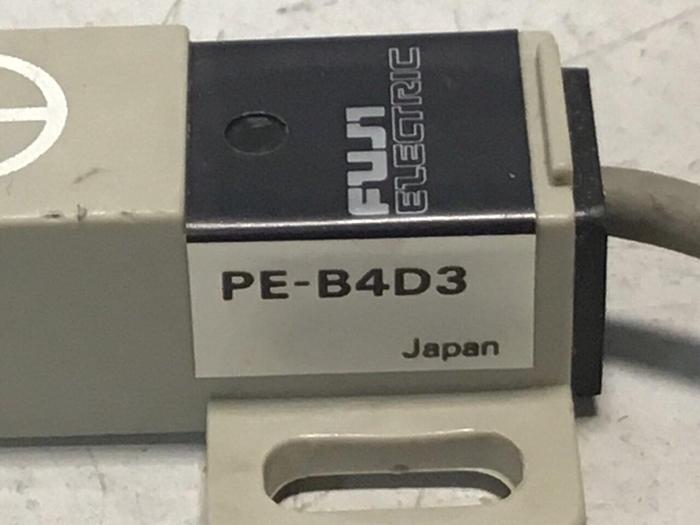 FUJI
ELECTRIC
PE-B4D3
Japan